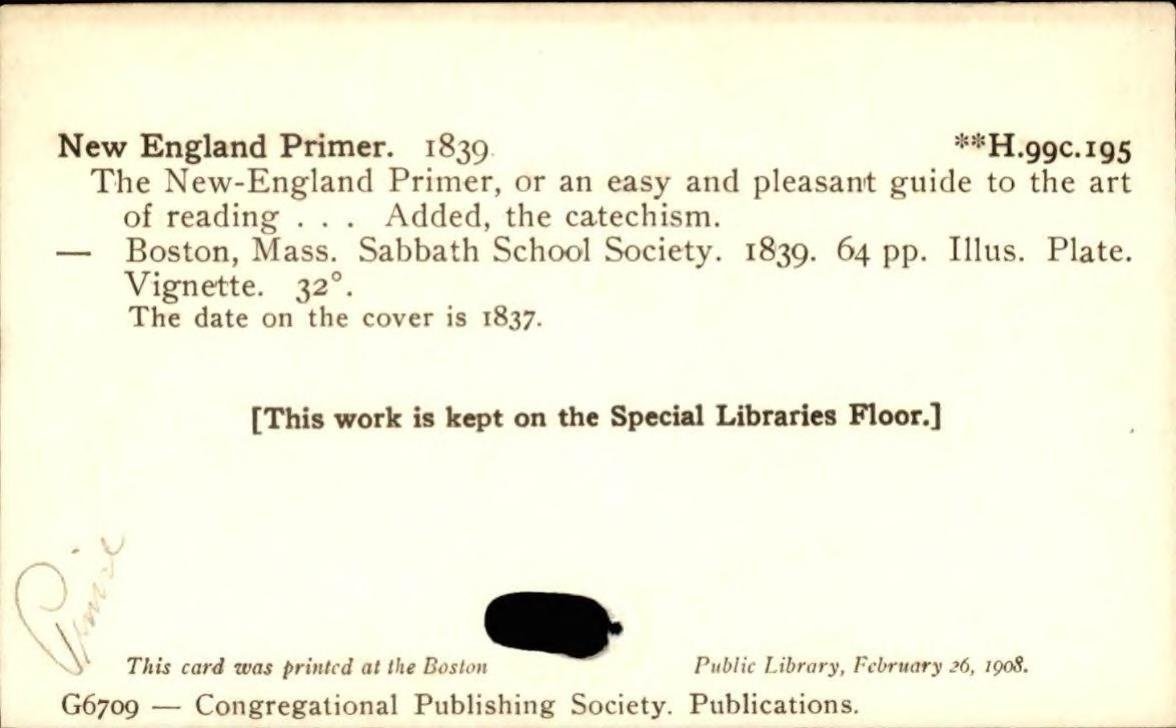 New England Primer. 1839. **H.99c.195
The New-England Primer, or an easy and pleasant guide to the art
of reading . . . Added, the catechism.
— Boston, Mass. Sabbath School Society. 1839. 64 pp. Illus. Plate.
Vignette. 32°.
The date on the cover is 1837.
[This work is kept on the Special Libraries Floor.]
This card was printed at the Boston Public Library, February 26, 1908.
G6709 — Congregational Publishing Society. Publications.